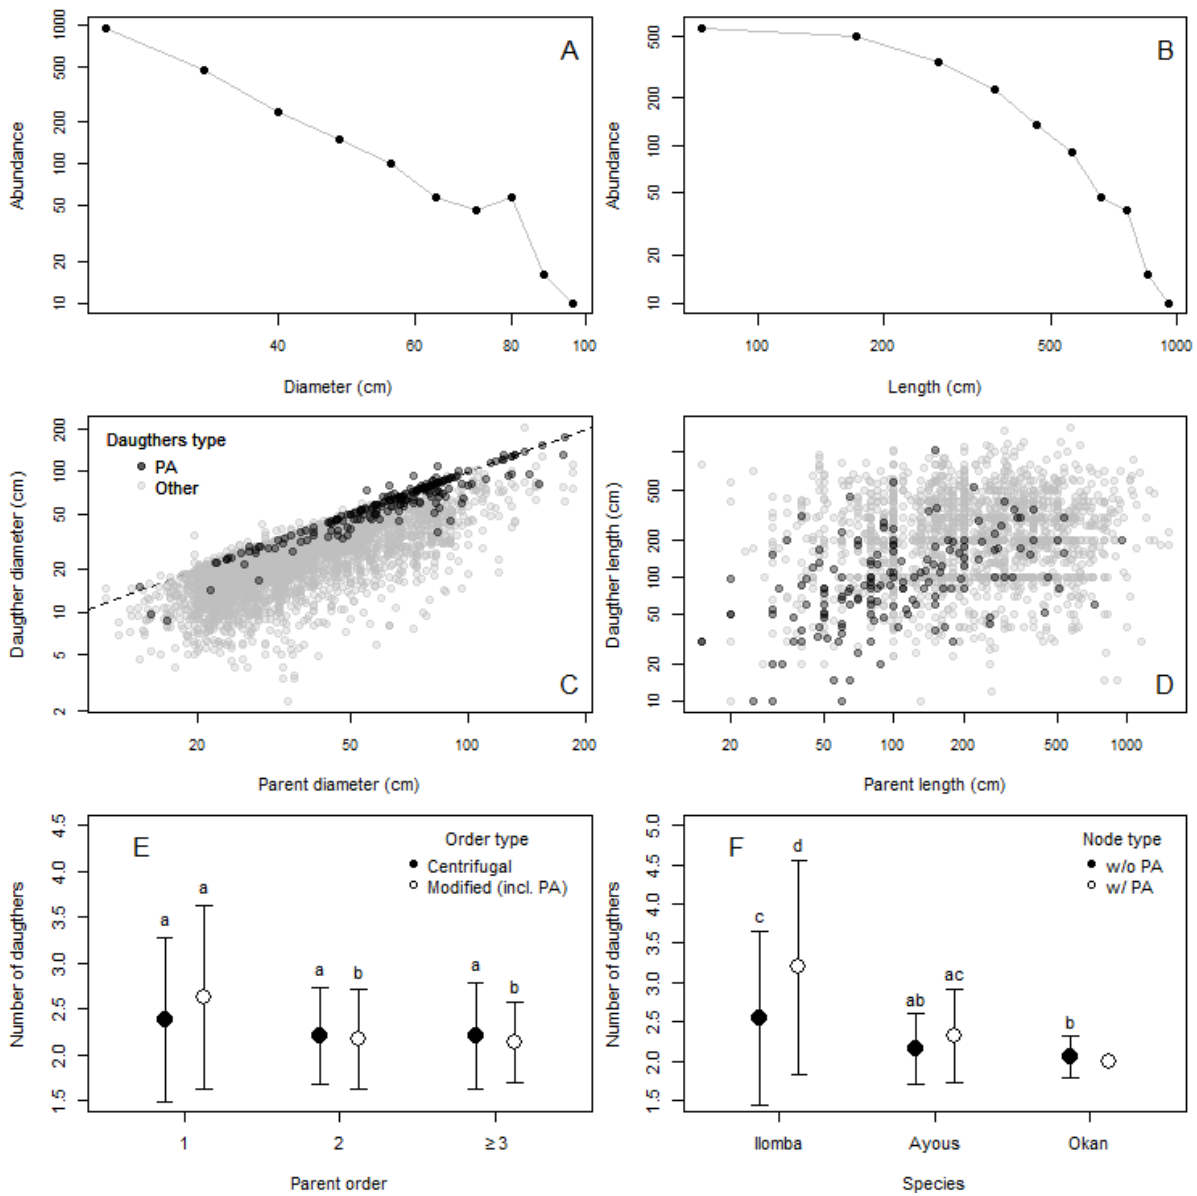 A
Abundance
1000
500
200
100
50
20
10
40
60
80
100
Diameter (cm)
B
Abundance
500
200
100
50
20
10
100
200
500
1000
Length (cm)
C
Daugther diameter (cm)
200
100
50
20
10
5
2
Daugthers type
PA
Other
20
50
100
200
Parent diameter (cm)
D
Daugther length (cm)
500
200
100
50
20
10
20
50
100
200
500
1000
Parent length (cm)
E
Number of daugthers
4.5
4.0
3.5
3.0
2.5
2.0
1.5
Order type
Centrifugal
Modified (incl. PA)
a
a
a
b
a
b
1
2
≥3
Parent order
F
Number of daugthers
5.0
4.5
4.0
3.5
3.0
2.5
2.0
1.5
Node type
w/o PA
w/ PA
c
d
ab
ac
b
Ilomba
Ayous
Okan
Species